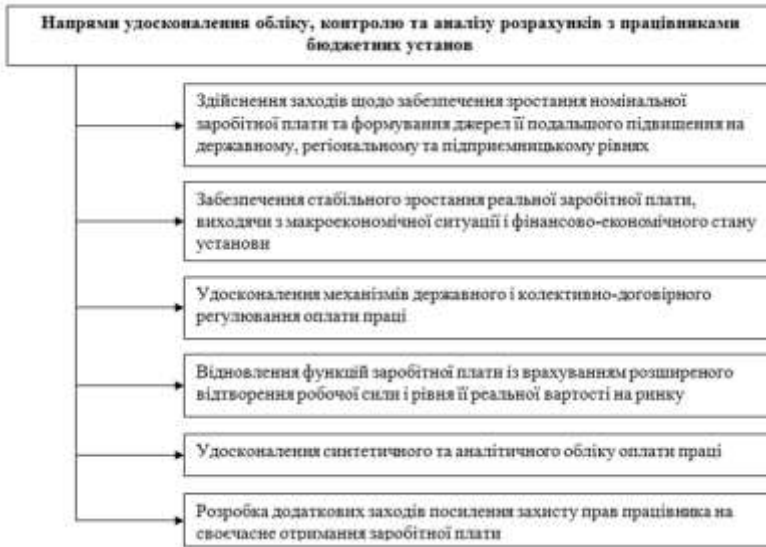 Напрями удосконалення обліку, контролю та аналізу розрахунків з працівниками
бюджетних установ
Здійснення заходів щодо забезпечення зростання номінальної
заробітної плати та формування джерел її подальшого підвищення на
державному, регіональному та підприємницькому рівнях
Забезпечення стабільного зростання реальної заробітної плати,
виходячи з макроекономічної ситуації і фінансово-економічного стану
установи
Удосконалення механізмів державного і колективно-договірного
регулювання оплати праці
Відновлення функцій заробітної плати із врахуванням розширеного
відтворення робочої сили і рівня її реальної вартості на ринку
Удосконалення синтетичного та аналітичного обліку оплати праці
Розробка додаткових заходів посилення захисту прав працівника на
своєчасне отримання заробітної плати